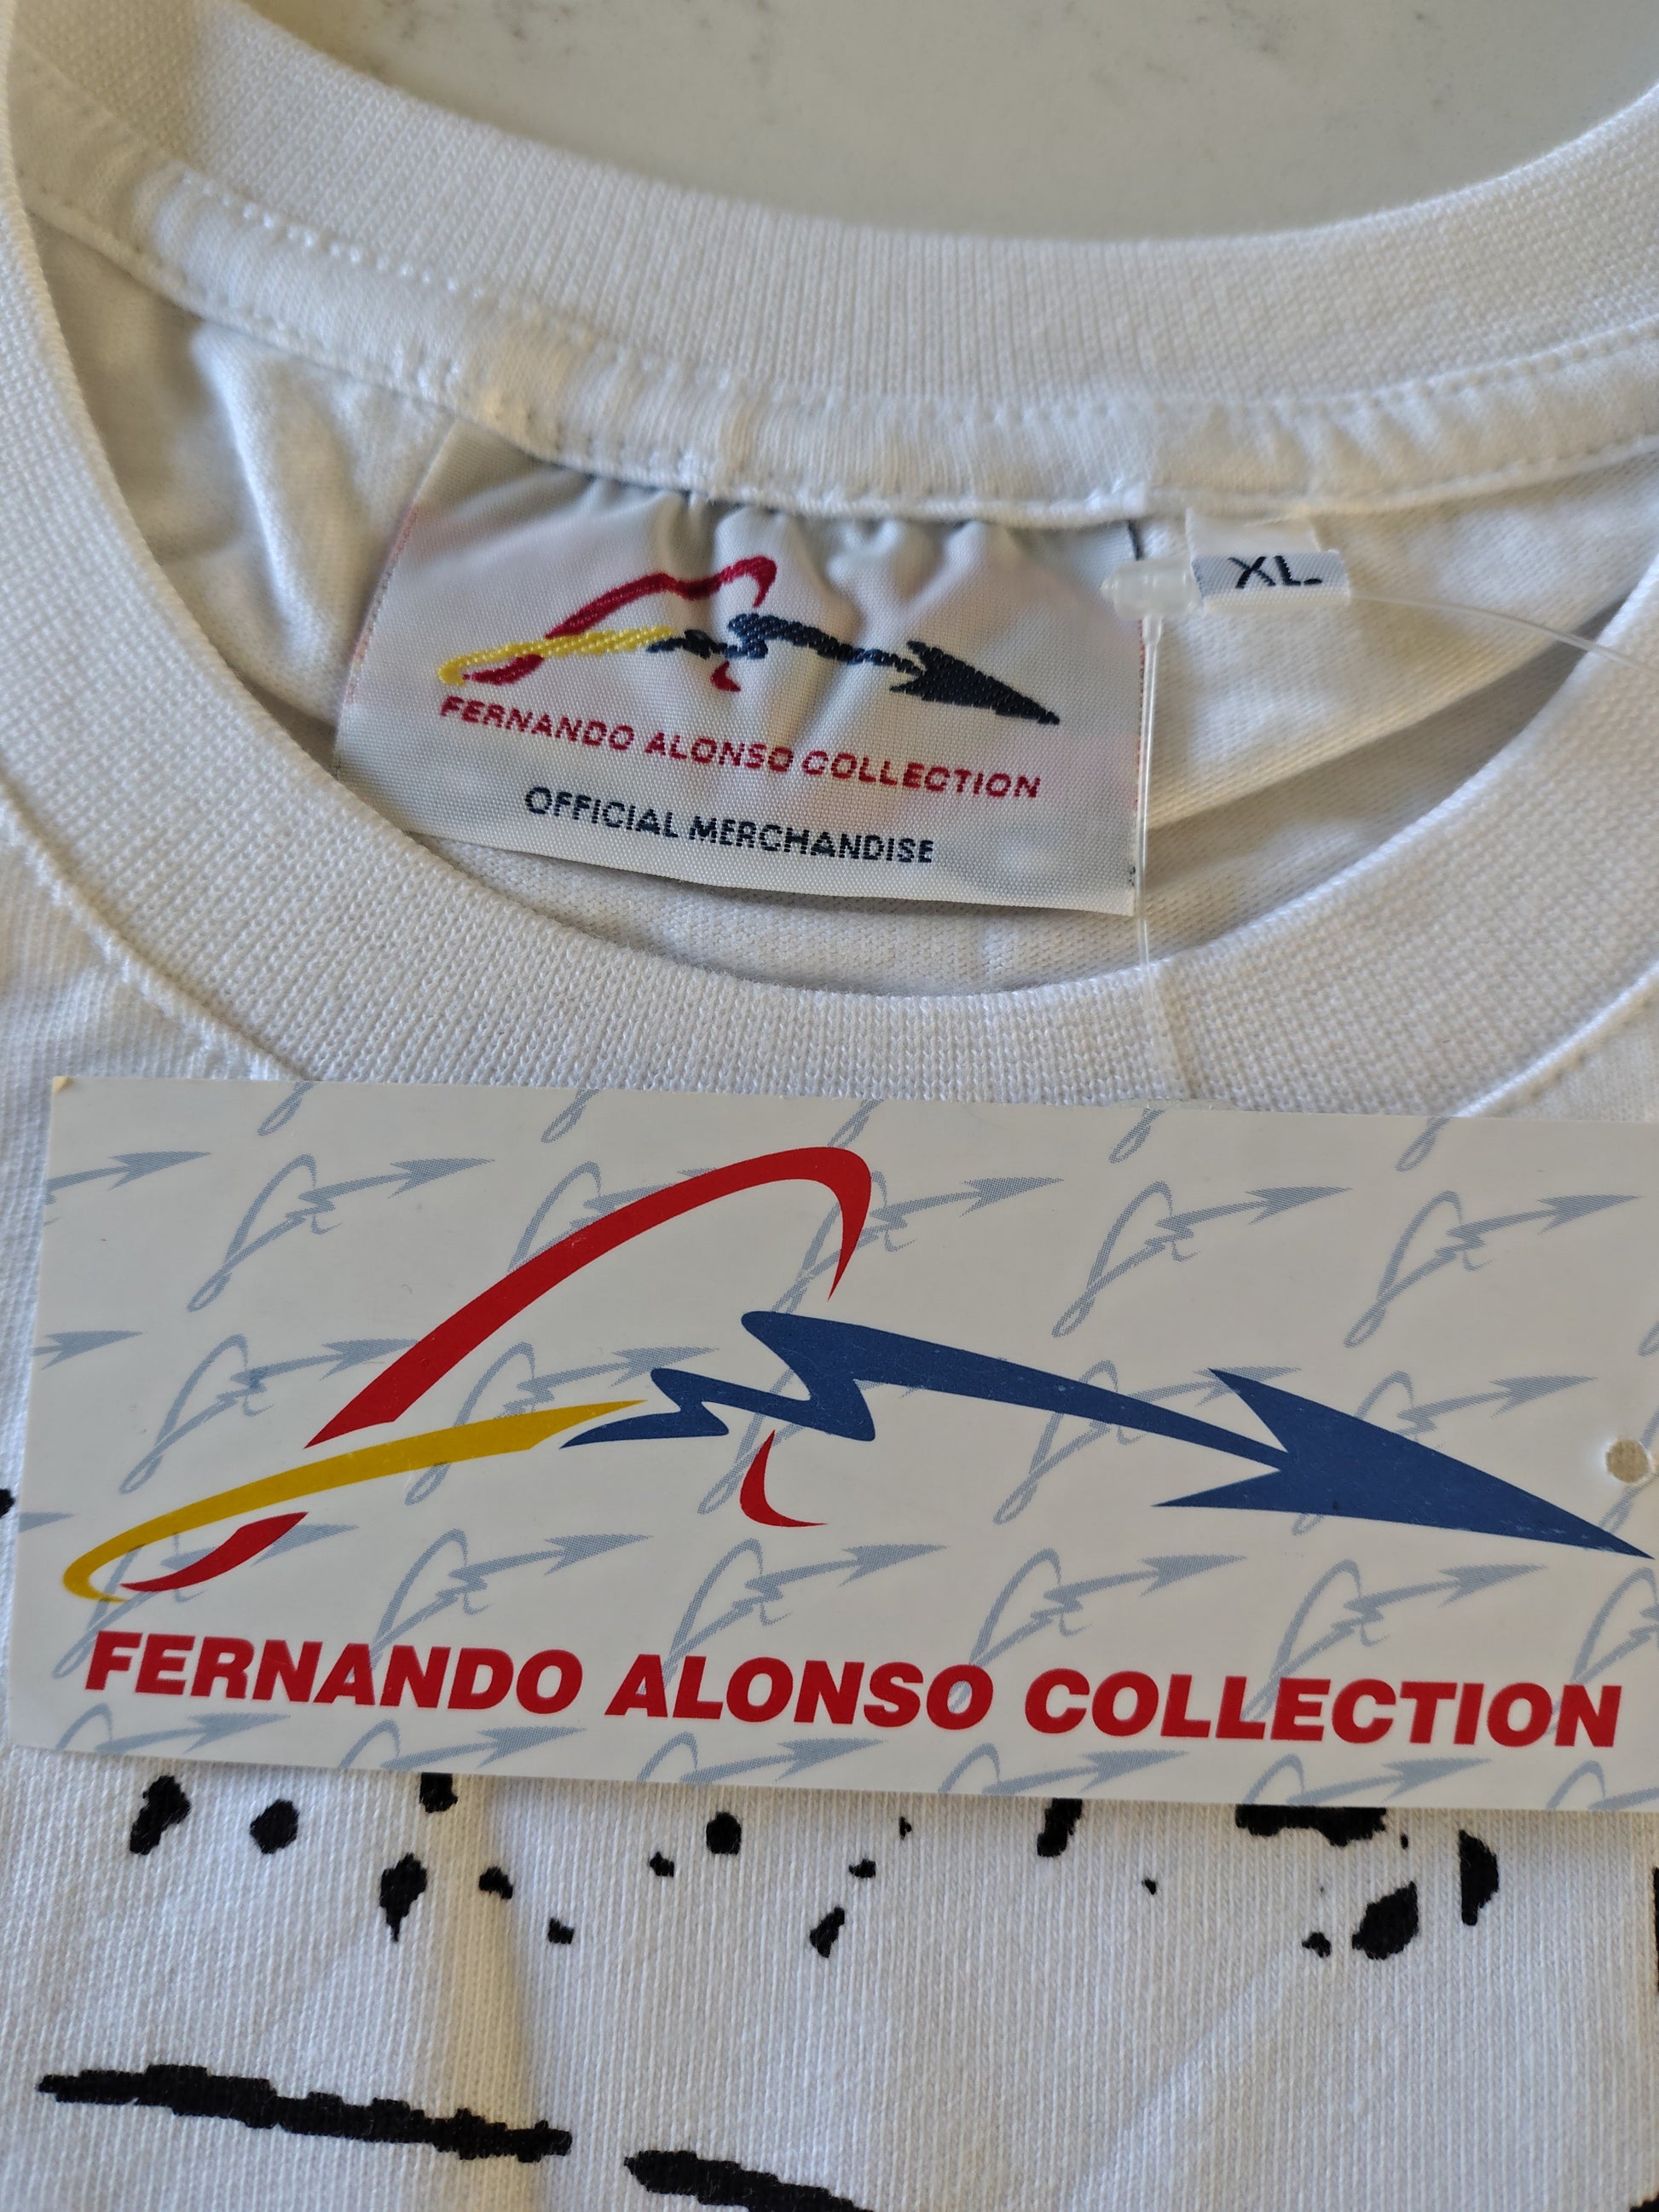 XL
FERNANDO ALONSO COLLECTION
OFFICIAL MERCHANDISE
FERNANDO ALONSO COLLECTION